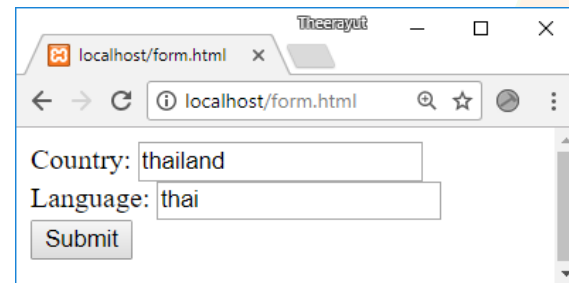 Theerayut
localhost/form.html
localhost/form.html
Country: thailand
Language: thai
Submit